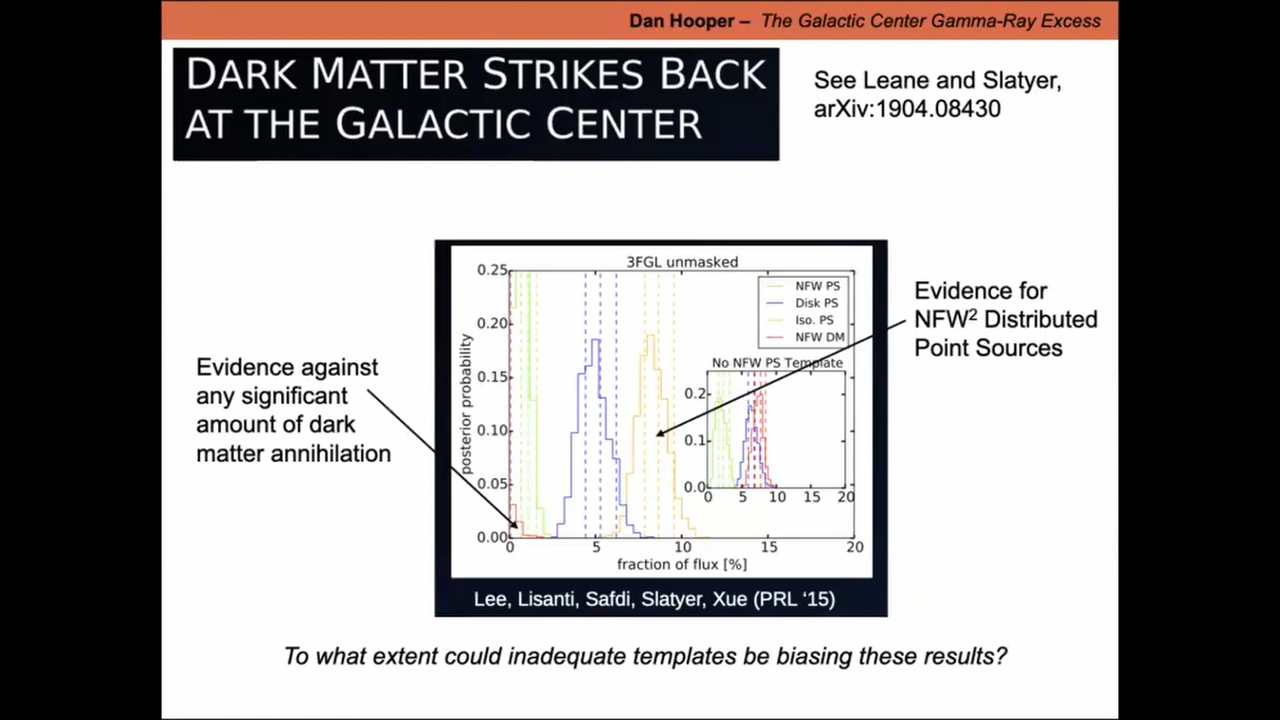 Dan Hooper – The Galactic Center Gamma-Ray Excess
DARK MATTER STRIKES BACK
AT THE GALACTIC CENTER
See Leane and Slatyer,
arXiv:1904.08430
Evidence against
any significant
amount of dark
matter annihilation
3FGL unmasked
0.25
0.20
0.15
0.10
0.05
0.00
posterior probability
0
5
10
15
20
fraction of flux [%]
NFW PS
Disk PS
Iso. PS
NFW DM
No NFW PS Template
0.2
0.1
0.0
0
5
10
15
20
Evidence for
NFW² Distributed
Point Sources
Lee, Lisanti, Safdi, Slatyer, Xue (PRL ‘15)
To what extent could inadequate templates be biasing these results?